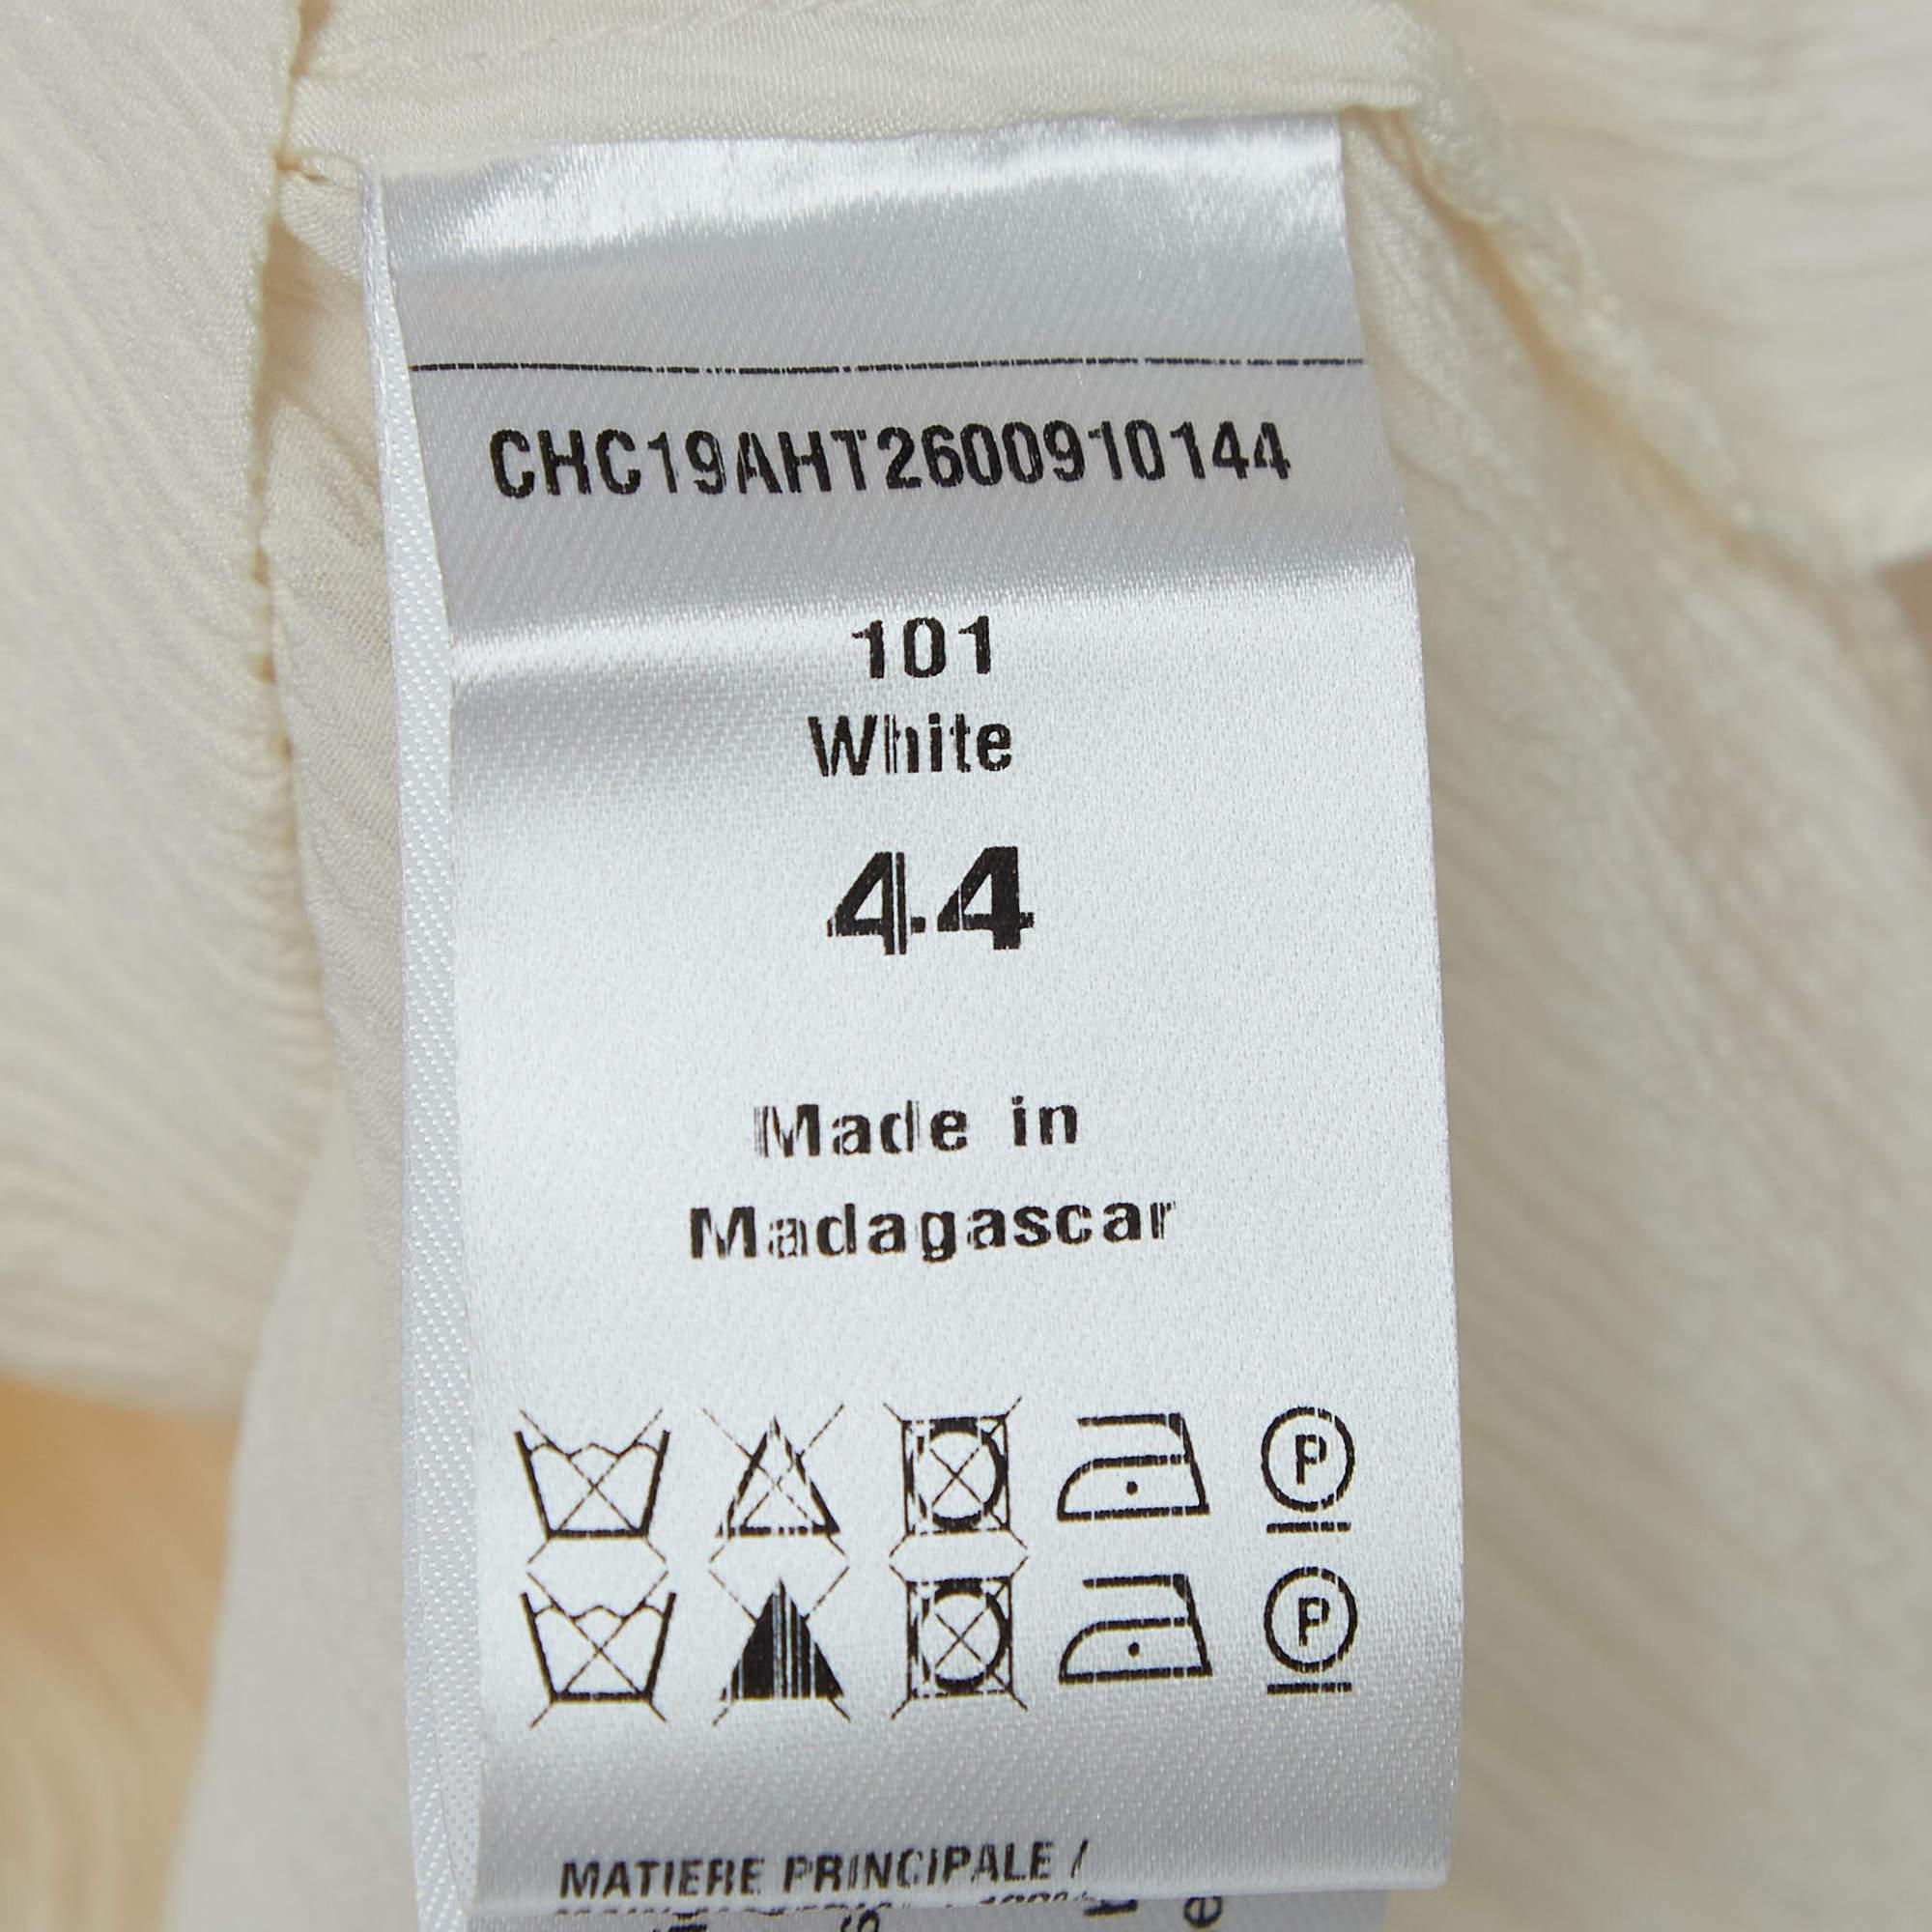 CHC19AHT2600910144
101
White
44
Made in
Madagascar
P
P
MATIERE PRINCIPALE /